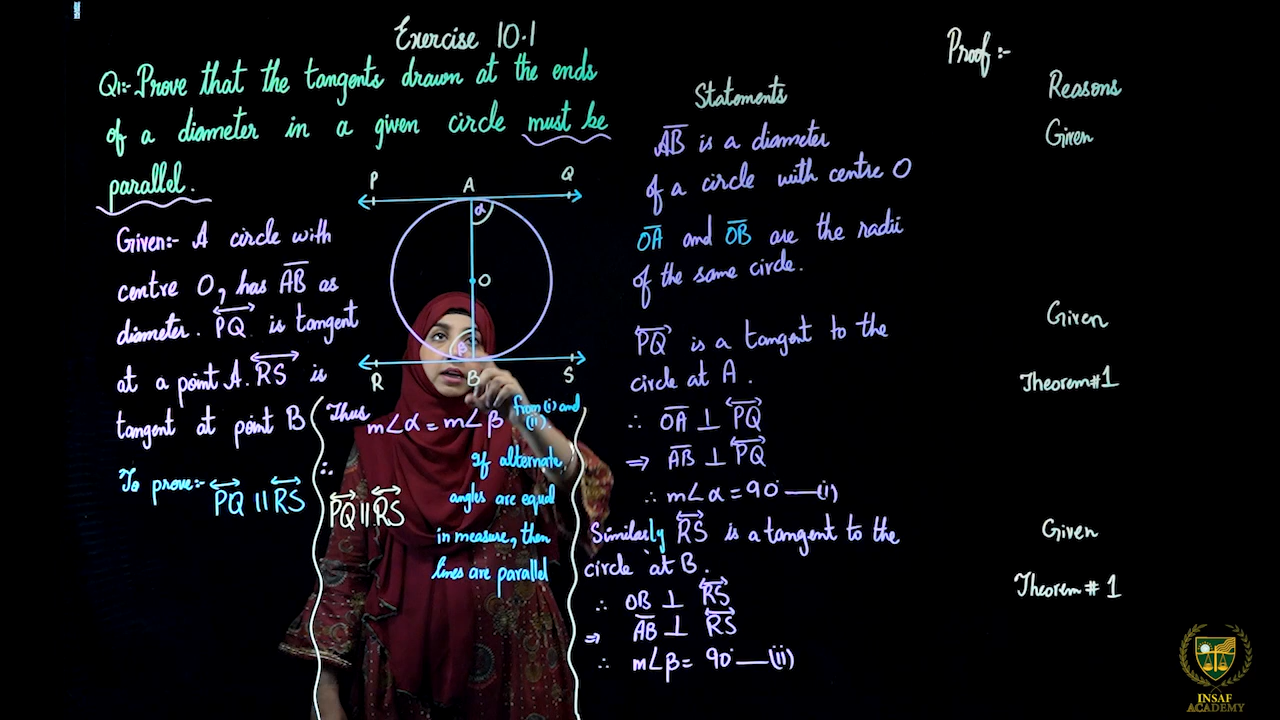 Exercise 10.1
Q1:- Prove that the tangents drawn at the ends
of a diameter in a given circle must be
parallel.
Given:- A circle with
centre O, has AB as
diameter. PQ is tangent
at a point A. RS is
tangent at point B
To prove:- PQ || RS
P A Q
α
O
β
R B S
Thus
m∠α = m∠β from (i) and
(ii).
∴
PQ || RS
If alternate
angles are equal
in measure, then
lines are parallel
Proof:-
Statements Reasons
AB is a diameter Given
of a circle with centre O
OA and OB are the radii
of the same circle.
PQ is a tangent to the Given
circle at A. Theorem#1
∴ OA ⊥ PQ
⇒ AB ⊥ PQ
∴ m∠α = 90° —(i)
Similarly RS is a tangent to the Given
circle at B.
∴ OB ⊥ RS Theorem # 1
⇒ AB ⊥ RS
∴ m∠β = 90° —(ii)
INSAF
ACADEMY